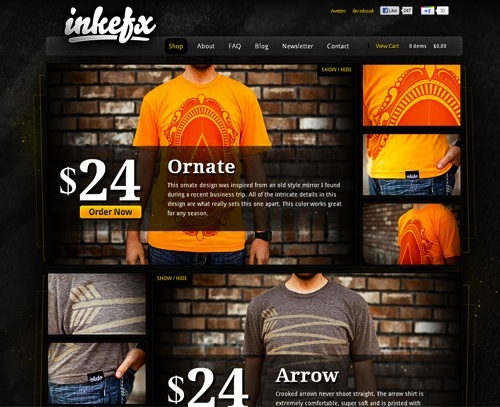 inkefx
twitter facebook Like 247 30
Shop About FAQ Blog Newsletter Contact View Cart 0 items $0.00
SHOW / HIDE
$24
Order Now
Ornate
This ornate design was inspired from an old style mirror I found
during a recent business trip. All of the intricate details in this
design are what really sets this one apart. This color works great
for any season.
SHOW / HIDE
$24
Arrow
Crooked arrows never shoot straight. The arrow shirt is
extremely comfortable, super soft and is printed with
inkefx